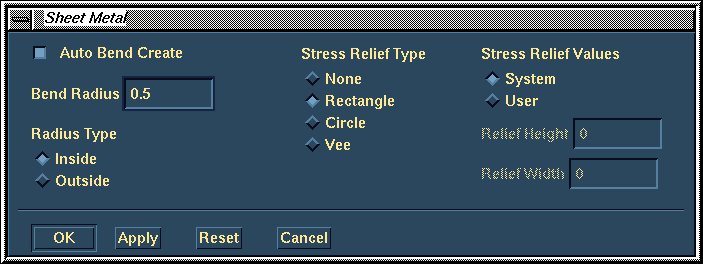 Sheet Metal
Auto Bend Create
Bend Radius 0.5
Radius Type
Inside
Outside
Stress Relief Type
None
Rectangle
Circle
Vee
Stress Relief Values
System
User
Relief Height 0
Relief Width 0
OK Apply Reset Cancel